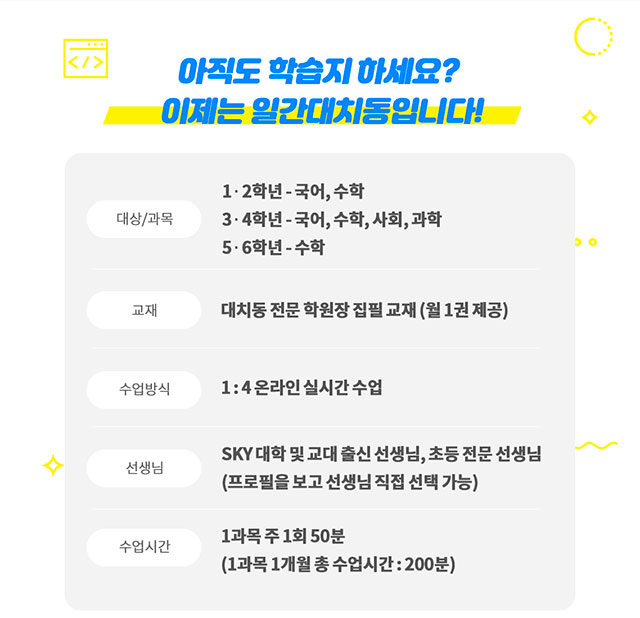 </>
아직도 학습지 하세요?
이제는 일간대치동입니다!
대상/과목
1·2학년 - 국어, 수학
3·4학년 - 국어, 수학, 사회, 과학
5·6학년 - 수학
교재
대치동 전문 학원장 집필 교재 (월 1권 제공)
수업방식
1 : 4 온라인 실시간 수업
선생님
SKY 대학 및 교대 출신 선생님, 초등 전문 선생님
(프로필을 보고 선생님 직접 선택 가능)
수업시간
1과목 주 1회 50분
(1과목 1개월 총 수업시간 : 200분)